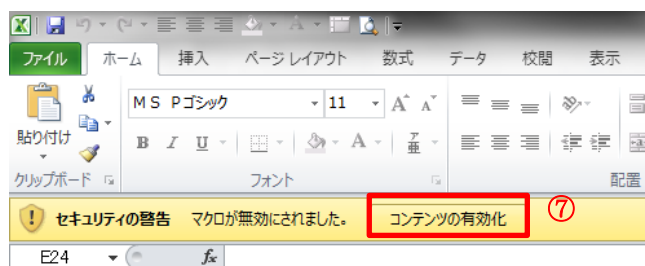 ファイル ホーム 挿入 ページ レイアウト 数式 データ 校閲 表示
MS Pゴシック 11 A A
貼り付け B I U A ア亜
クリップボード フォント 配置
セキュリティの警告 マクロが無効にされました。 コンテンツの有効化 ⑦
E24 fx